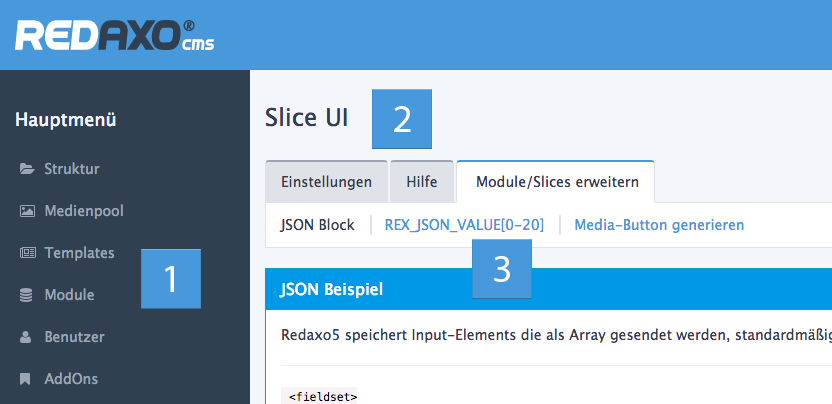 REDAXO® cms
Hauptmenü
Struktur
Medienpool
Templates
Module
Benutzer
AddOns
1
Slice UI
2
Einstellungen Hilfe Module/Slices erweitern
JSON Block REX_JSON_VALUE[0-20] Media-Button generieren
3
JSON Beispiel
Redaxo5 speichert Input-Elements die als Array gesendet werden, standardmäßig
<fieldset>